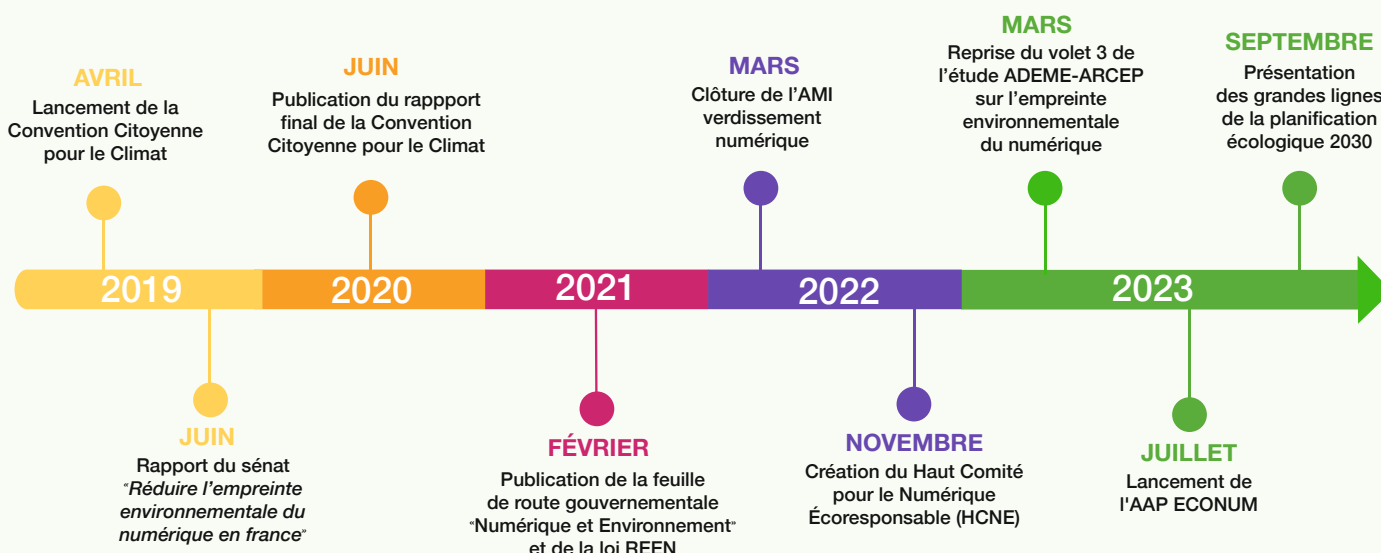 AVRIL
Lancement de la
Convention Citoyenne
pour le Climat
JUIN
Publication du rappport
final de la Convention
Citoyenne pour le Climat
MARS
Clôture de l'AMI
verdissement
numérique
MARS
Reprise du volet 3 de
l'étude ADEME-ARCEP
sur l'empreinte
environnementale
du numérique
SEPTEMBRE
Présentation
des grandes lignes
de la planification
écologique 2030
2019
2020
2021
2022
2023
JUIN
Rapport du sénat
“Réduire l'empreinte
environnementale du
numérique en france”
FÉVRIER
Publication de la feuille
de route gouvernementale
“Numérique et Environnement”
et de la loi REEN
NOVEMBRE
Création du Haut Comité
pour le Numérique
Écoresponsable (HCNE)
JUILLET
Lancement de
l'AAP ECONUM